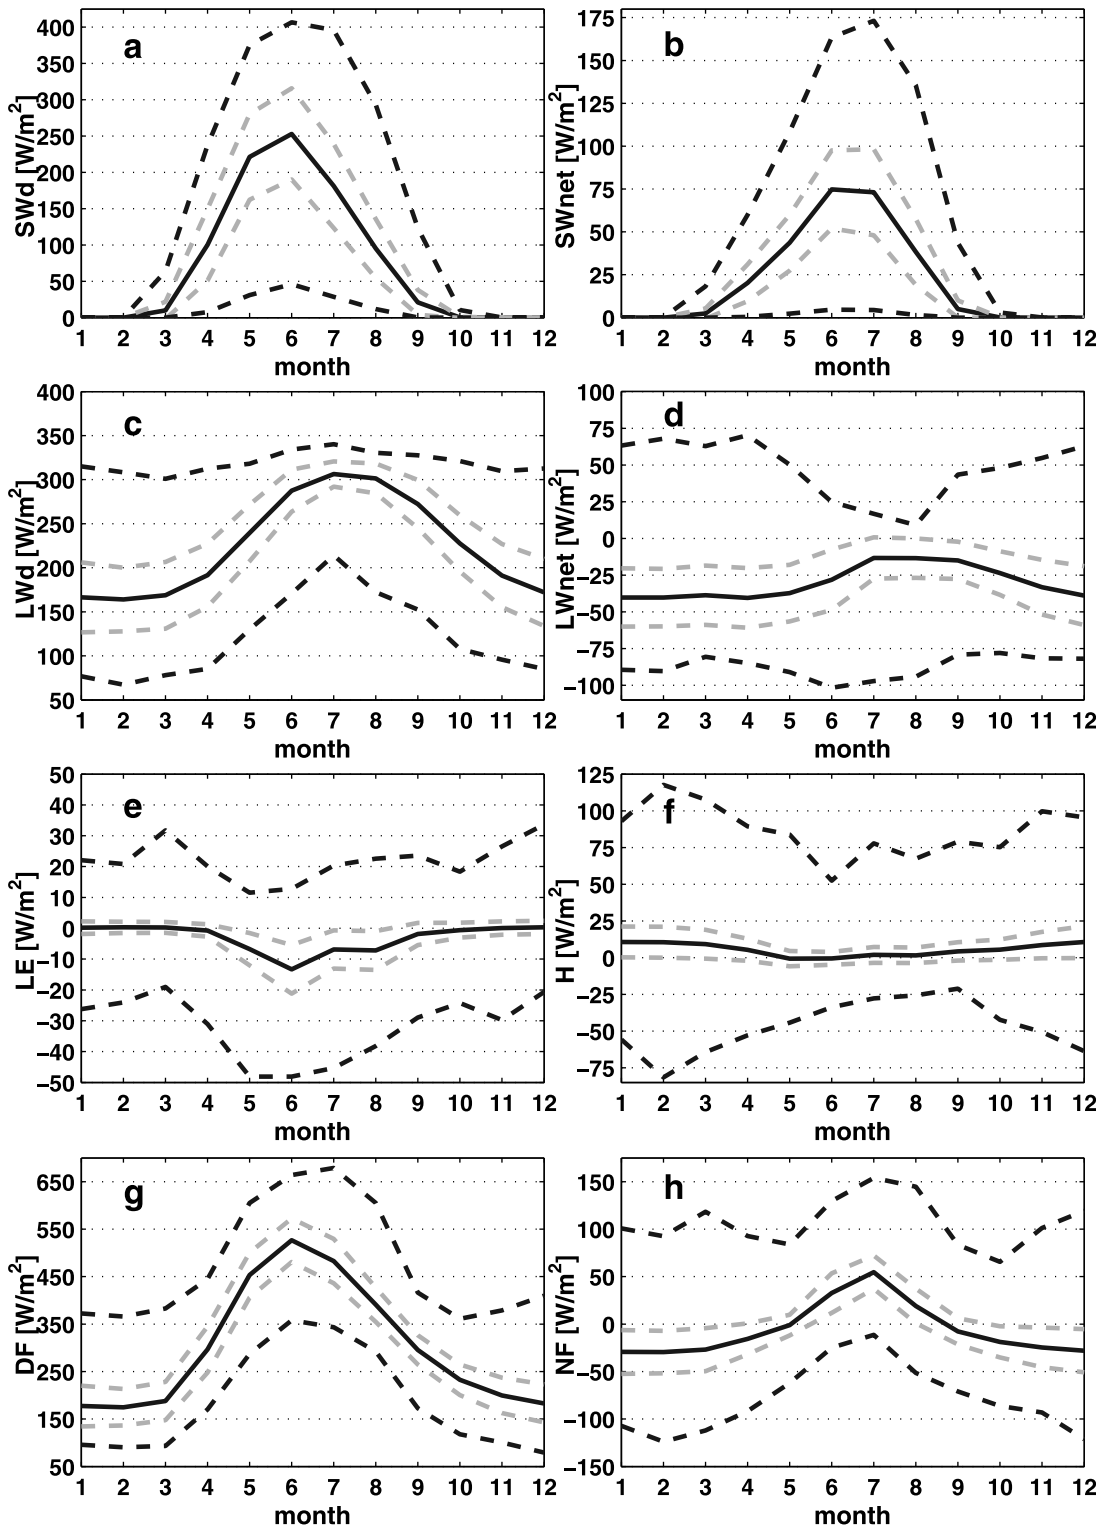 a
SWd [W/m2]
400
350
300
250
200
150
100
50
0
1 2 3 4 5 6 7 8 9 10 11 12
month
b
SWnet [W/m2]
175
150
125
100
75
50
25
0
1 2 3 4 5 6 7 8 9 10 11 12
month
c
LWd [W/m2]
400
350
300
250
200
150
100
50
1 2 3 4 5 6 7 8 9 10 11 12
month
d
LWnet [W/m2]
100
75
50
25
0
−25
−50
−75
−100
1 2 3 4 5 6 7 8 9 10 11 12
month
e
LE [W/m2]
50
40
30
20
10
0
−10
−20
−30
−40
−50
1 2 3 4 5 6 7 8 9 10 11 12
month
f
H [W/m2]
125
100
75
50
25
0
−25
−50
−75
1 2 3 4 5 6 7 8 9 10 11 12
month
g
DF [W/m2]
650
550
450
350
250
150
50
1 2 3 4 5 6 7 8 9 10 11 12
month
h
NF [W/m2]
150
100
50
0
−50
−100
−150
1 2 3 4 5 6 7 8 9 10 11 12
month